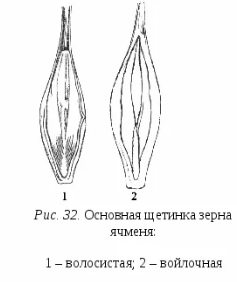 1
2
Рис. 32. Основная щетинка зерна
ячменя:
1 – волосистая; 2 – войлочная